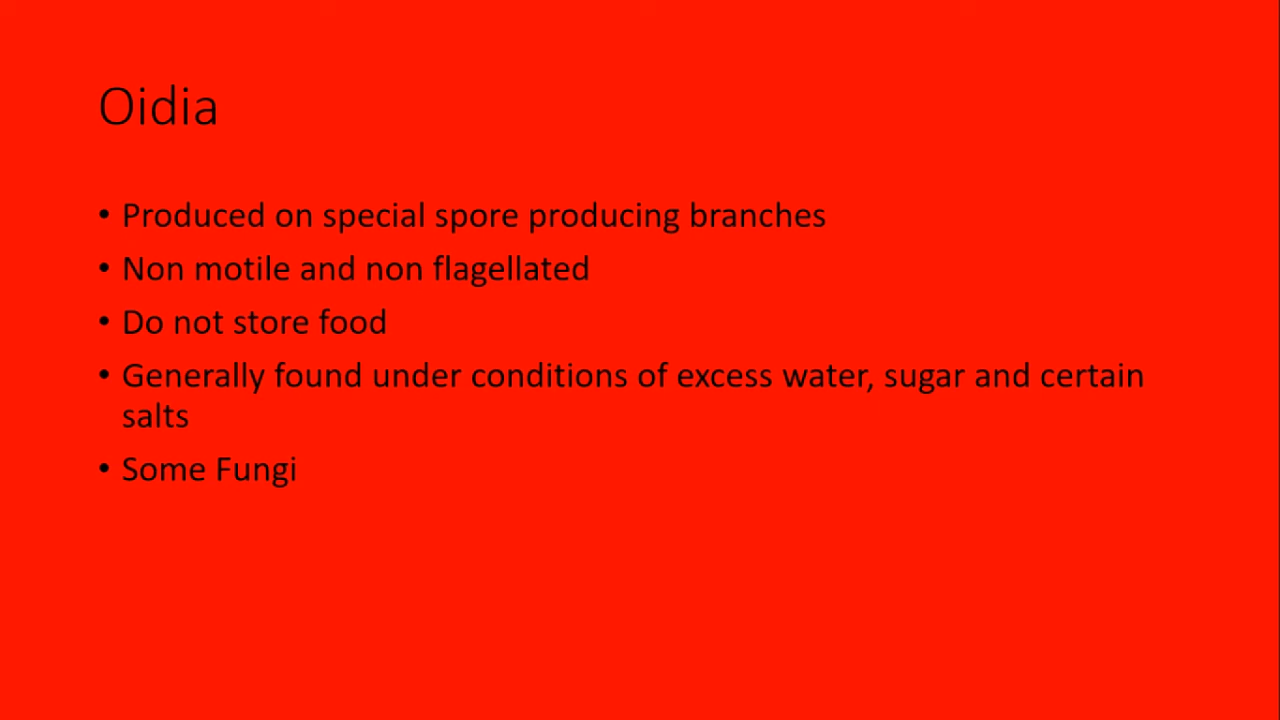 Oidia
• Produced on special spore producing branches
• Non motile and non flagellated
• Do not store food
• Generally found under conditions of excess water, sugar and certain
salts
• Some Fungi